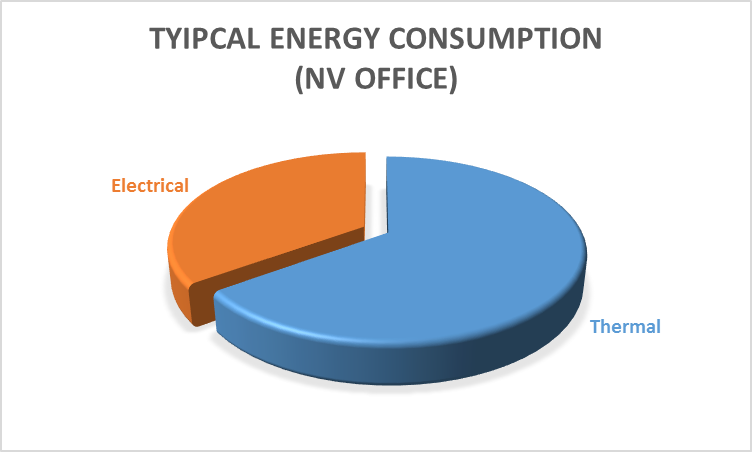 TYIPCAL ENERGY CONSUMPTION
(NV OFFICE)
Electrical
Thermal